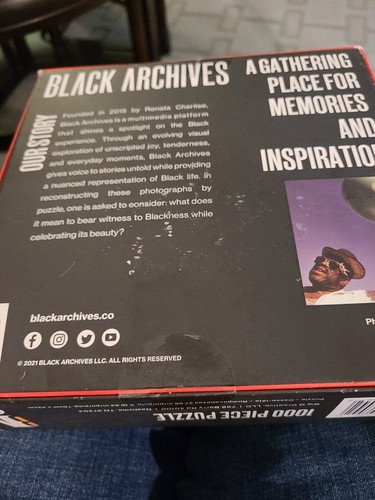 BLACK ARCHIVES
OUR STORY
Founded in 2015 by Renata Cherlise,
Black Archives is a multimedia platform
that shines a spotlight on the Black
experience. Through an evolving visual
exploration of unscripted joy, tenderness,
and everyday moments, Black Archives
gives voice to stories untold while providing
a nuanced representation of Black life. In
reconstructing these photographs by
puzzle, one is asked to consider: what does
it mean to bear witness to Blackness while
celebrating its beauty?
blackarchives.co
© 2021 BLACK ARCHIVES LLC. ALL RIGHTS RESERVED
A GATHERING
PLACE FOR
MEMORIES
AND
INSPIRATIO
Ph
1000 PIECE PUZZLE